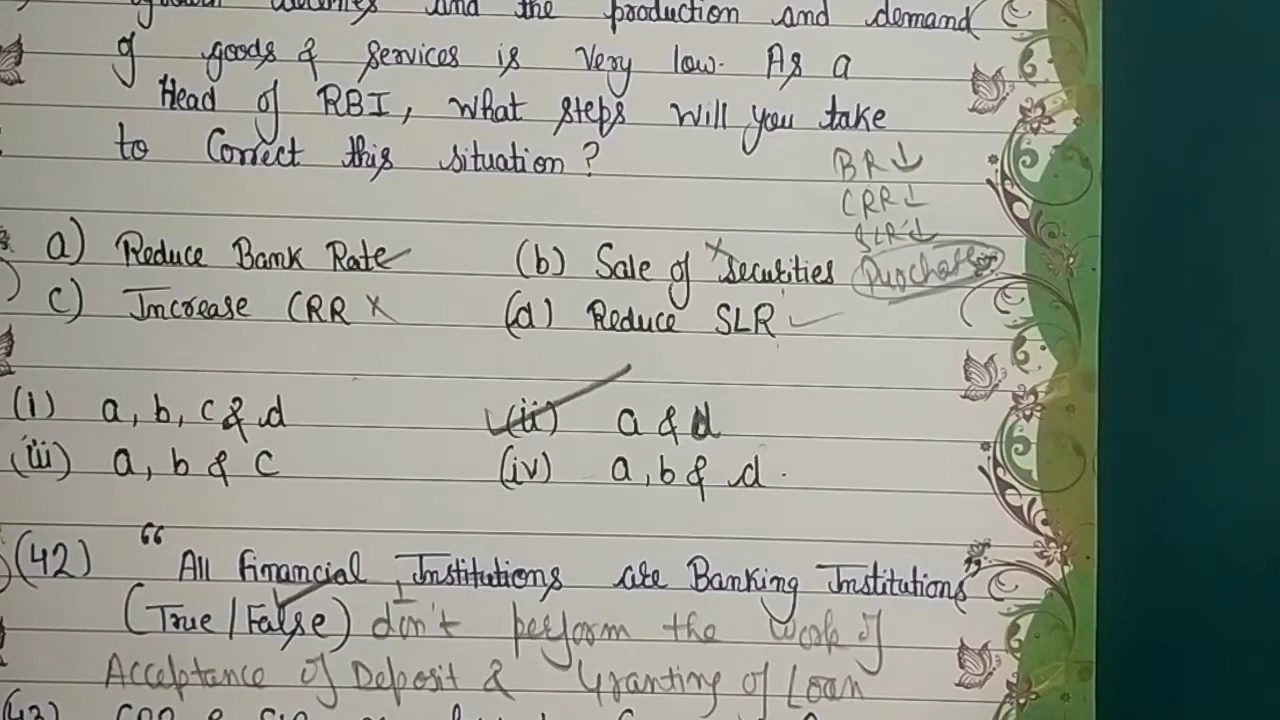 and the production and demand
of goods & services is very low. As a
Head of RBI, what steps will you take
to Correct this situation?
BR↓
CRR↓
SLR↓
a) Reduce Bank Rate ✓ (b) Sale of securities × Purchase
c) Increase CRR × (d) Reduce SLR ✓
(i) a, b, c & d ✓(ii) a & d
(iii) a, b & c (iv) a, b & d.
(42) "All financial Institutions are Banking Institutions"
(True/False) ✓ don't perform the work of
Acceptance of Deposit & Granting of Loan
(43)